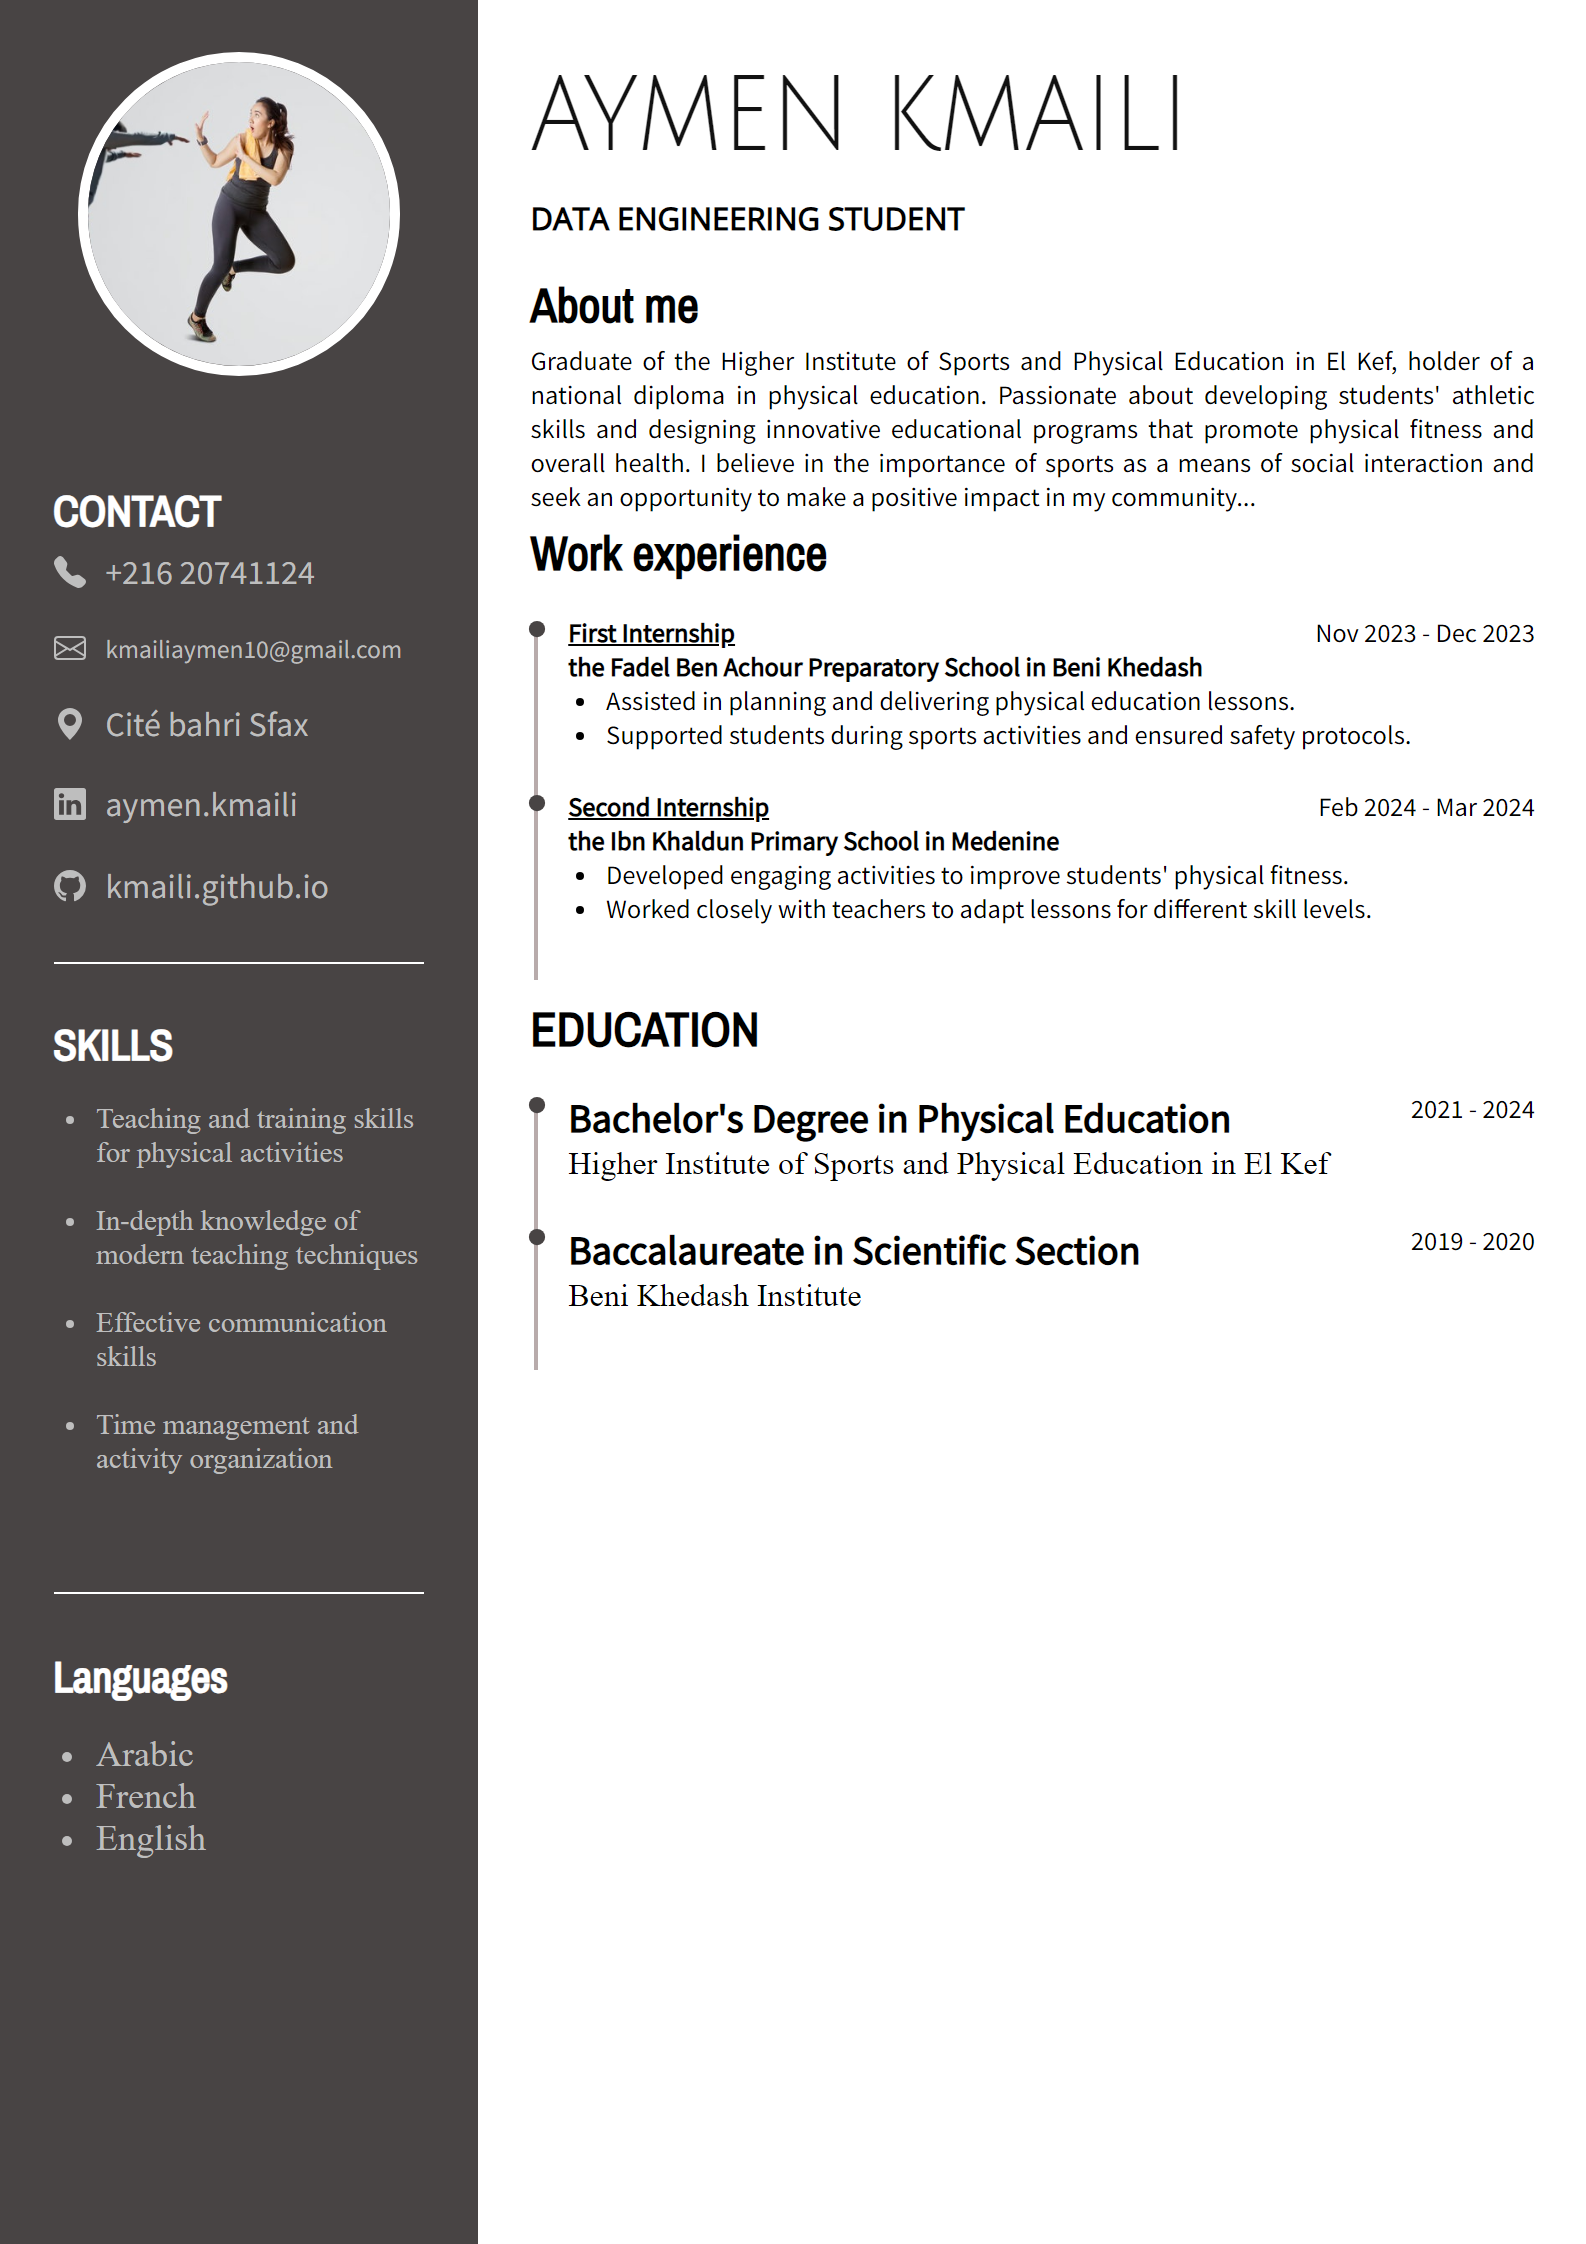 AYMEN KMAILI
DATA ENGINEERING STUDENT
About me
Graduate of the Higher Institute of Sports and Physical Education in El Kef, holder of a
national diploma in physical education. Passionate about developing students' athletic
skills and designing innovative educational programs that promote physical fitness and
overall health. I believe in the importance of sports as a means of social interaction and
seek an opportunity to make a positive impact in my community...
Work experience
First Internship Nov 2023 - Dec 2023
the Fadel Ben Achour Preparatory School in Beni Khedash
• Assisted in planning and delivering physical education lessons.
• Supported students during sports activities and ensured safety protocols.
Second Internship Feb 2024 - Mar 2024
the Ibn Khaldun Primary School in Medenine
• Developed engaging activities to improve students' physical fitness.
• Worked closely with teachers to adapt lessons for different skill levels.
EDUCATION
Bachelor's Degree in Physical Education 2021 - 2024
Higher Institute of Sports and Physical Education in El Kef
Baccalaureate in Scientific Section 2019 - 2020
Beni Khedash Institute
CONTACT
+216 20741124
kmailiaymen10@gmail.com
Cité bahri Sfax
aymen.kmaili
kmaili.github.io
SKILLS
• Teaching and training skills
for physical activities
• In-depth knowledge of
modern teaching techniques
• Effective communication
skills
• Time management and
activity organization
Languages
• Arabic
• French
• English